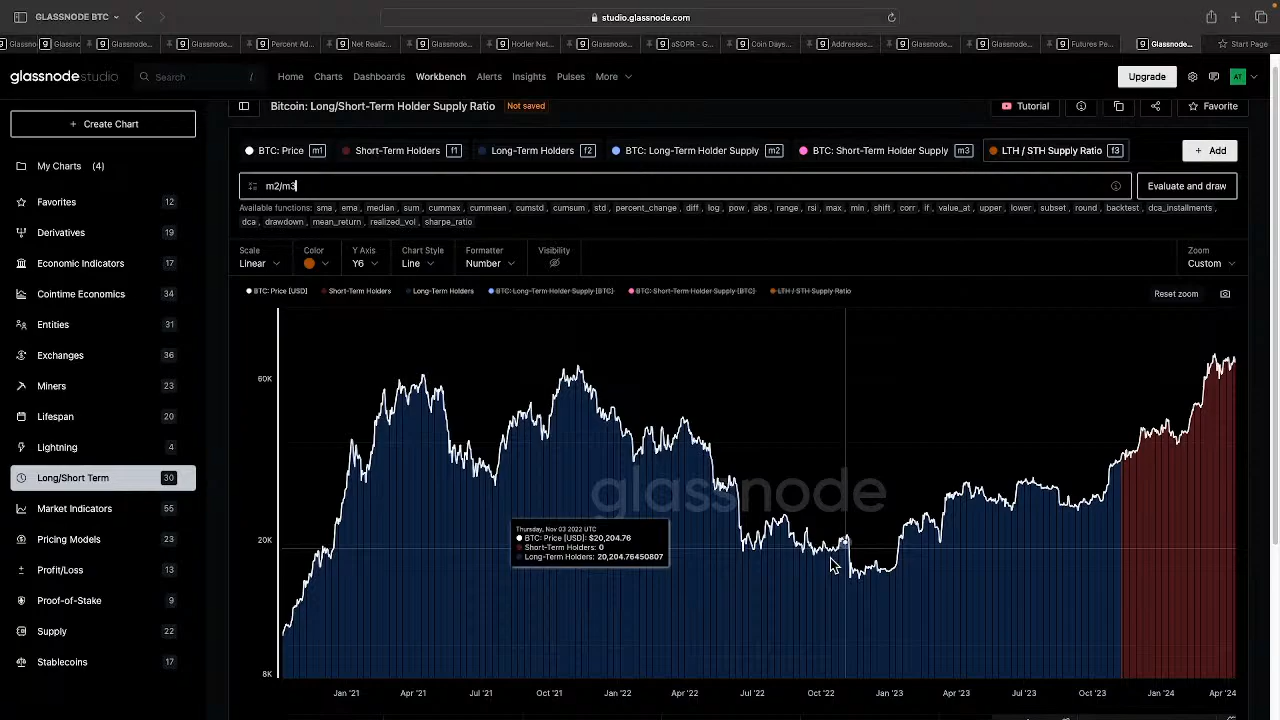 GLASSNODE BTC
studio.glassnode.com
Glassno Glassno Glassnode... Glassnode... Glassnode... Percent Ad... Net Realiz... Glassnode... Hodler Net... Glassnode... aSOPR - G... Coin Days... Addresses... Glassnode... Glassnode... Futures Pe... Glassnode... Start Page
glassnodestudio
Search /
Home Charts Dashboards Workbench Alerts Insights Pulses More
Upgrade
AT
+ Create Chart
My Charts (4)
Favorites 12
Derivatives 19
Economic Indicators 17
Cointime Economics 34
Entities 31
Exchanges 36
Miners 23
Lifespan 20
Lightning 4
Long/Short Term 30
Market Indicators 55
Pricing Models 23
Profit/Loss 13
Proof-of-Stake 9
Supply 22
Stablecoins 17
Bitcoin: Long/Short-Term Holder Supply Ratio Not saved
Tutorial Favorite
BTC: Price m1 Short-Term Holders f1 Long-Term Holders f2 BTC: Long-Term Holder Supply m2 BTC: Short-Term Holder Supply m3 LTH / STH Supply Ratio f3
+ Add
m2/m3
Evaluate and draw
Available functions: sma, ema, median, sum, cummax, cummean, cumstd, cumsum, std, percent_change, diff, log, pow, abs, range, rsi, max, min, shift, corr, if, value_at, upper, lower, subset, round, backtest, dca_installments,
dca, drawdown, mean_return, realized_vol, sharpe_ratio
Scale Color Y Axis Chart Style Formatter Visibility Zoom
Linear Y6 Line Number Custom
BTC: Price [USD] Short-Term Holders Long-Term Holders BTC: Long-Term Holder Supply [BTC] BTC: Short-Term Holder Supply [BTC] LTH / STH Supply Ratio
Reset zoom
60K
20K
8K
glassnode
Thursday, Nov 03 2022 UTC
BTC: Price [USD]: $20,204.76
Short-Term Holders: 0
Long-Term Holders: 20,204.76450807
Jan '21 Apr '21 Jul '21 Oct '21 Jan '22 Apr '22 Jul '22 Oct '22 Jan '23 Apr '23 Jul '23 Oct '23 Jan '24 Apr '24